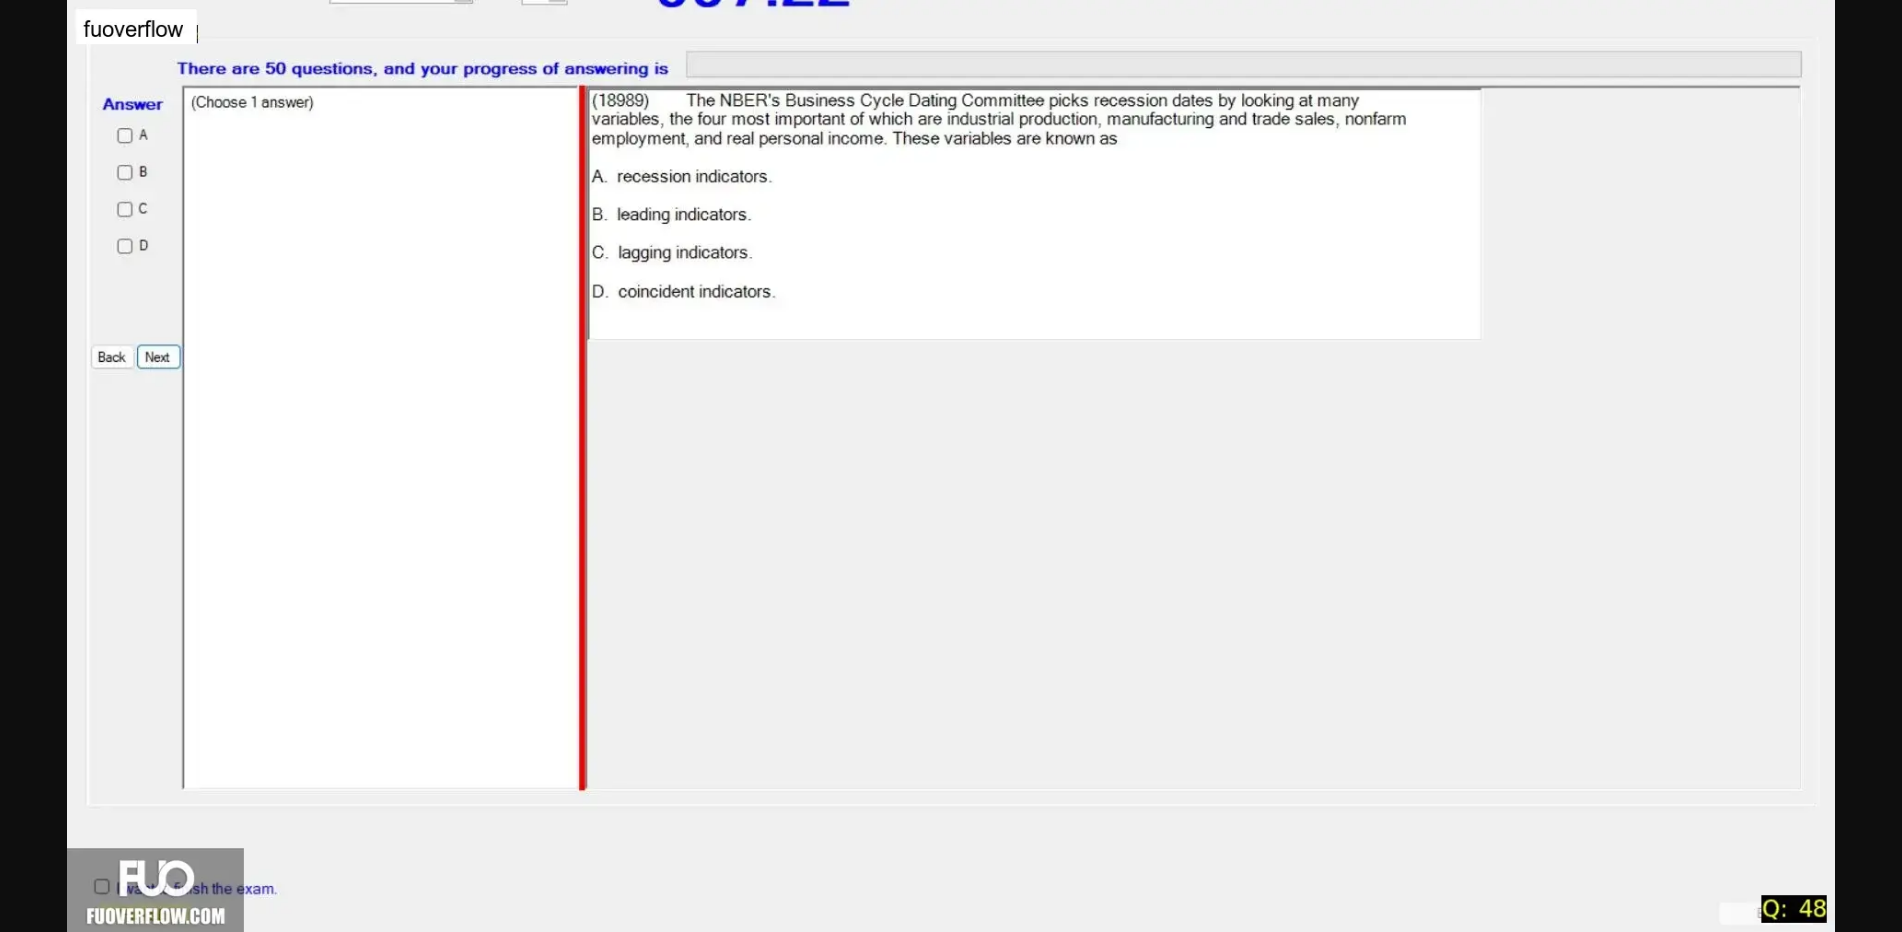 fuoverflow
There are 50 questions, and your progress of answering is
Answer
(Choose 1 answer)
A
B
C
D
Back
Next
(18989) The NBER's Business Cycle Dating Committee picks recession dates by looking at many
variables, the four most important of which are industrial production, manufacturing and trade sales, nonfarm
employment, and real personal income. These variables are known as
A. recession indicators.
B. leading indicators.
C. lagging indicators.
D. coincident indicators.
the exam.
FUO
FUOVERFLOW.COM
Q: 48